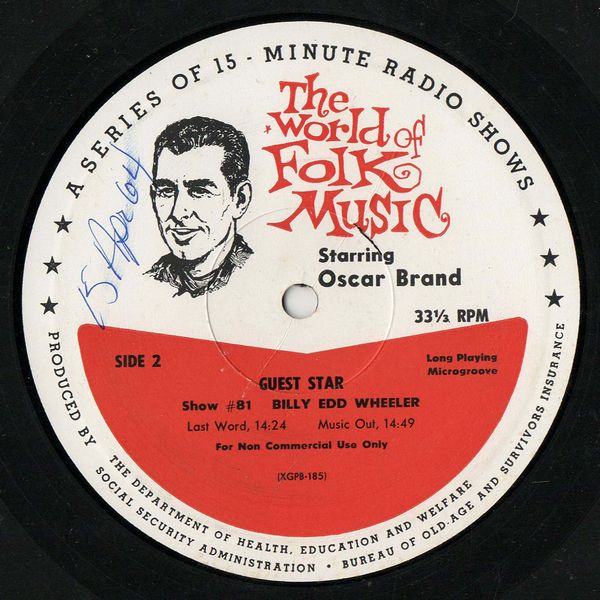 A SERIES OF 15 - MINUTE RADIO SHOWS
The
World of
Folk
Music
Starring
Oscar Brand
15 Apr 64
33⅓ RPM
SIDE 2
Long Playing
Microgroove
GUEST STAR
Show #81 BILLY EDD WHEELER
Last Word, 14:24 Music Out, 14:49
For Non Commercial Use Only
(XGPB-185)
PRODUCED BY THE DEPARTMENT OF HEALTH, EDUCATION AND WELFARE
SOCIAL SECURITY ADMINISTRATION • BUREAU OF OLD-AGE AND SURVIVORS INSURANCE